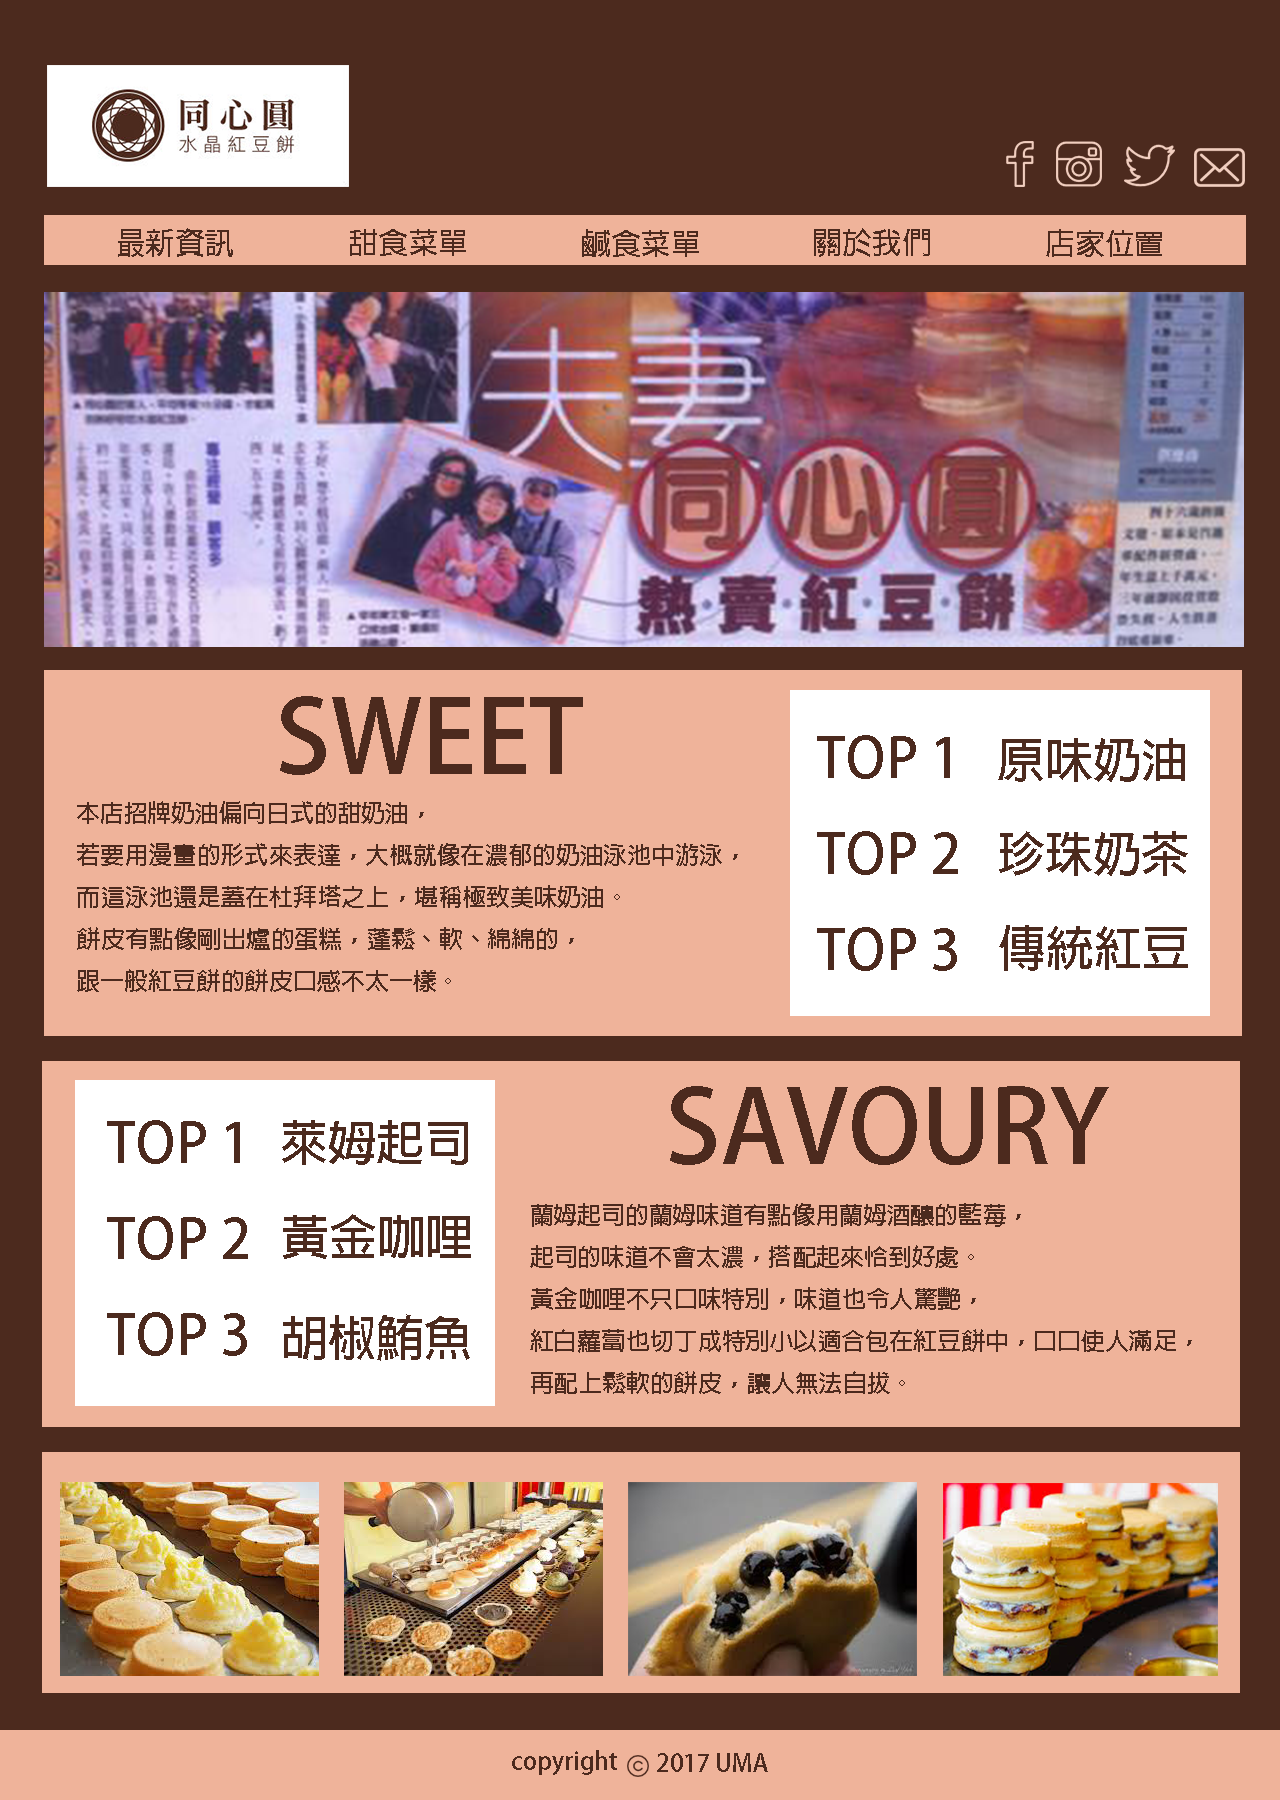 同心圓
水晶紅豆餅
最新資訊 甜食菜單 鹹食菜單 關於我們 店家位置
夫妻
同心圓
熱賣紅豆餅
SWEET
本店招牌奶油偏向日式的甜奶油，
若要用漫畫的形式來表達，大概就像在濃郁的奶油泳池中游泳，
而這泳池還是蓋在杜拜塔之上，堪稱極致美味奶油。
餅皮有點像剛出爐的蛋糕，蓬鬆、軟、綿綿的，
跟一般紅豆餅的餅皮口感不太一樣。
TOP 1 原味奶油
TOP 2 珍珠奶茶
TOP 3 傳統紅豆
TOP 1 萊姆起司
TOP 2 黃金咖哩
TOP 3 胡椒鮪魚
SAVOURY
蘭姆起司的蘭姆味道有點像用蘭姆酒釀的藍莓，
起司的味道不會太濃，搭配起來恰到好處。
黃金咖哩不只口味特別，味道也令人驚艷，
紅白蘿蔔也切丁成特別小以適合包在紅豆餅中，口口使人滿足，
再配上鬆軟的餅皮，讓人無法自拔。
copyright © 2017 UMA